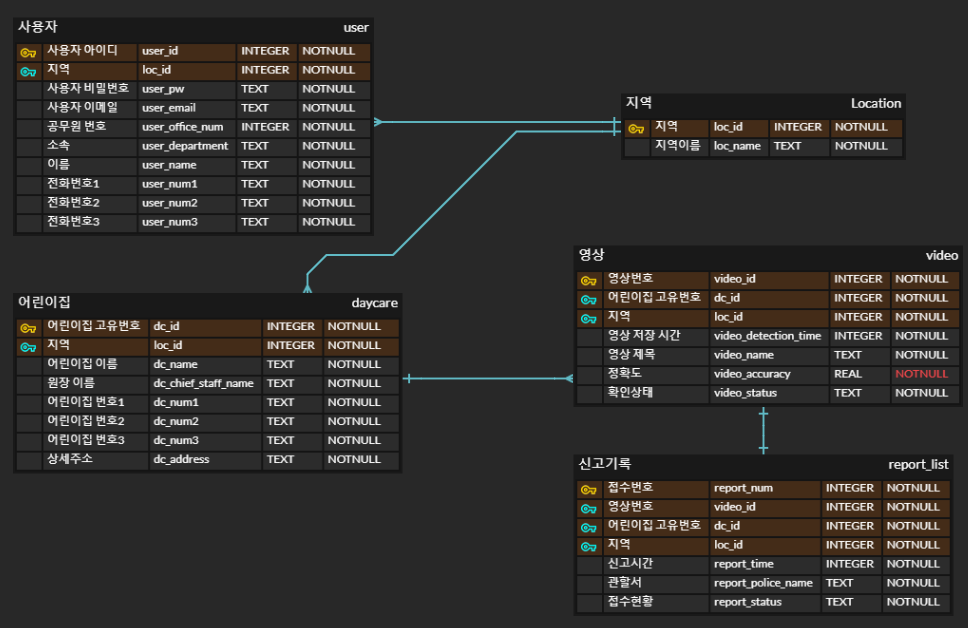 사용자 user
사용자 아이디 user_id INTEGER NOTNULL
지역 loc_id INTEGER NOTNULL
사용자 비밀번호 user_pw TEXT NOTNULL
사용자 이메일 user_email TEXT NOTNULL
공무원 번호 user_office_num INTEGER NOTNULL
소속 user_department TEXT NOTNULL
이름 user_name TEXT NOTNULL
전화번호1 user_num1 TEXT NOTNULL
전화번호2 user_num2 TEXT NOTNULL
전화번호3 user_num3 TEXT NOTNULL
지역 Location
지역 loc_id INTEGER NOTNULL
지역이름 loc_name TEXT NOTNULL
어린이집 daycare
어린이집 고유번호 dc_id INTEGER NOTNULL
지역 loc_id INTEGER NOTNULL
어린이집 이름 dc_name TEXT NOTNULL
원장 이름 dc_chief_staff_name TEXT NOTNULL
어린이집 번호1 dc_num1 TEXT NOTNULL
어린이집 번호2 dc_num2 TEXT NOTNULL
어린이집 번호3 dc_num3 TEXT NOTNULL
상세주소 dc_address TEXT NOTNULL
영상 video
영상번호 video_id INTEGER NOTNULL
어린이집 고유번호 dc_id INTEGER NOTNULL
지역 loc_id INTEGER NOTNULL
영상 저장 시간 video_detection_time INTEGER NOTNULL
영상 제목 video_name TEXT NOTNULL
정확도 video_accuracy REAL NOTNULL
확인상태 video_status TEXT NOTNULL
신고기록 report_list
접수번호 report_num INTEGER NOTNULL
영상번호 video_id INTEGER NOTNULL
어린이집 고유번호 dc_id INTEGER NOTNULL
지역 loc_id INTEGER NOTNULL
신고시간 report_time INTEGER NOTNULL
관할서 report_police_name TEXT NOTNULL
접수현황 report_status TEXT NOTNULL